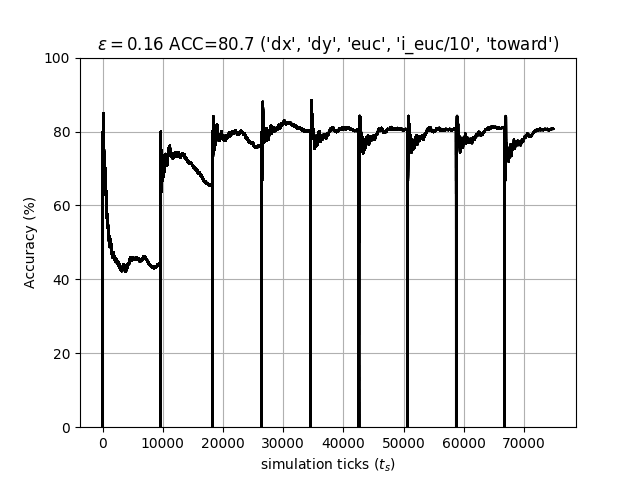 ε = 0.16 ACC=80.7 ('dx', 'dy', 'euc', 'i_euc/10', 'toward')
100
80
60
40
20
0
Accuracy (%)
0 10000 20000 30000 40000 50000 60000 70000
simulation ticks (t_s)